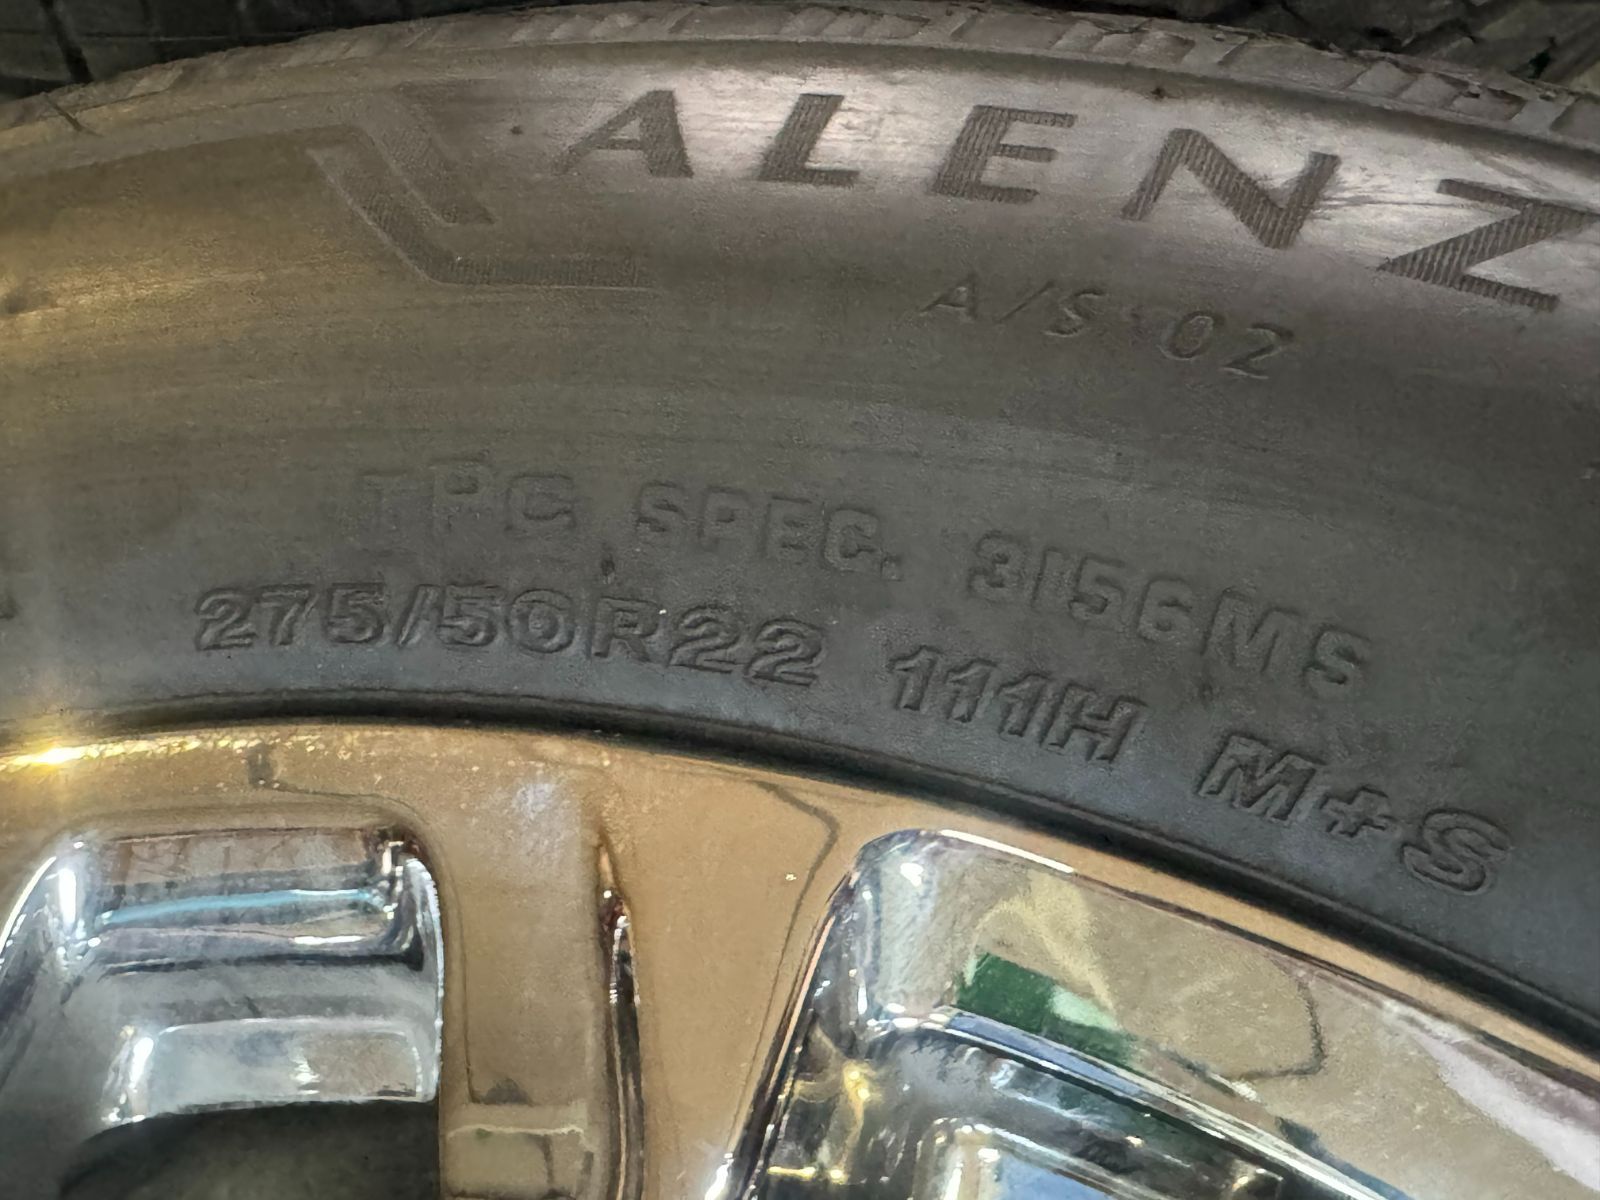 ALENZ
A/S 02
TPC SPEC. 3156MS
275/50R22 111H M+S